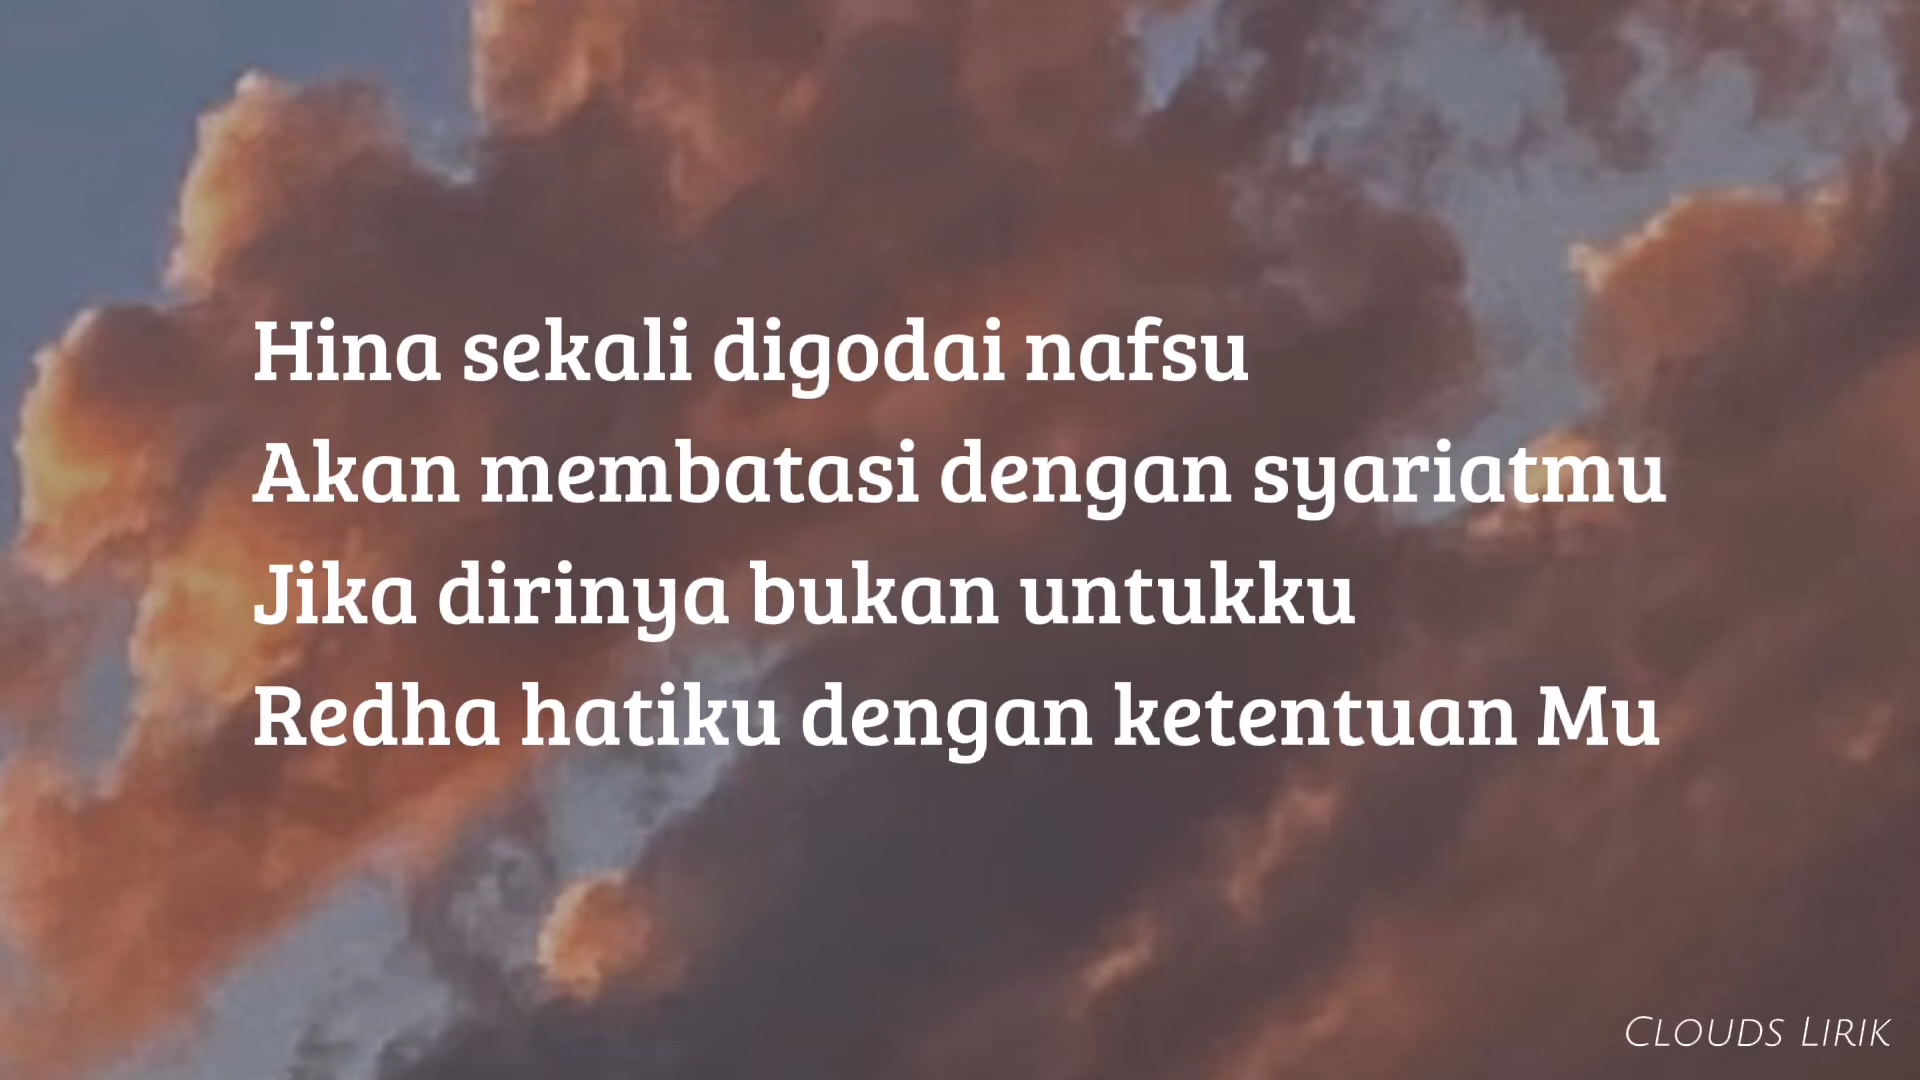 Hina sekali digodai nafsu
Akan membatasi dengan syariatmu
Jika dirinya bukan untukku
Redha hatiku dengan ketentuan Mu
Clouds Lirik